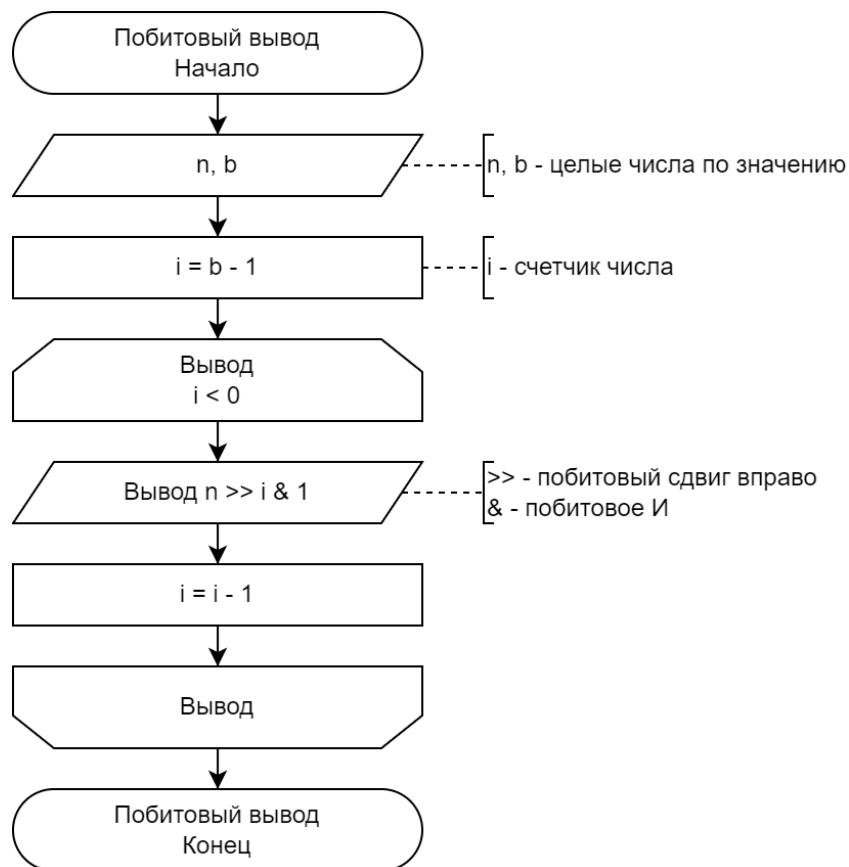 Побитовый вывод
Начало
n, b
n, b - целые числа по значению
i = b - 1
i - счетчик числа
Вывод
i < 0
Вывод n >> i & 1
>> - побитовый сдвиг вправо
& - побитовое И
i = i - 1
Вывод
Побитовый вывод
Конец